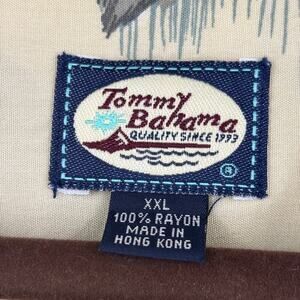 Tommy
Bahama
QUALITY SINCE 1993
®
XXL
100% RAYON
MADE IN
HONG KONG